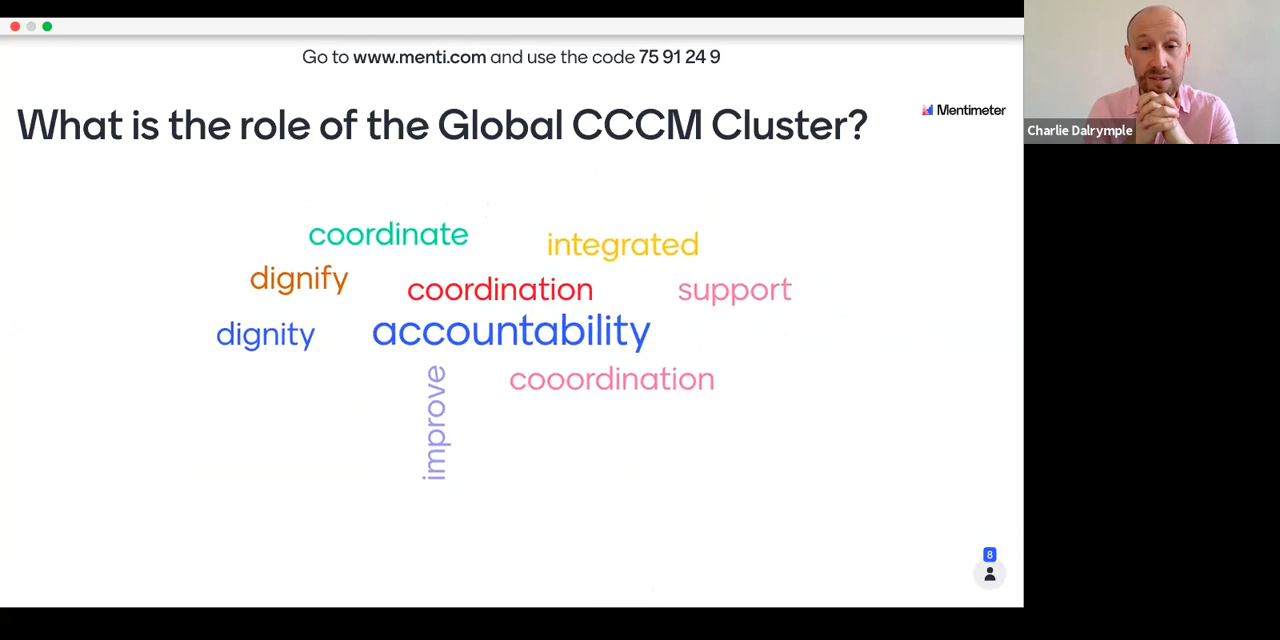 Go to www.menti.com and use the code 75 91 24 9
What is the role of the Global CCCM Cluster?
Mentimeter
Charlie Dalrymple
coordinate
integrated
dignify
coordination
support
dignity
accountability
cooordination
improve
8